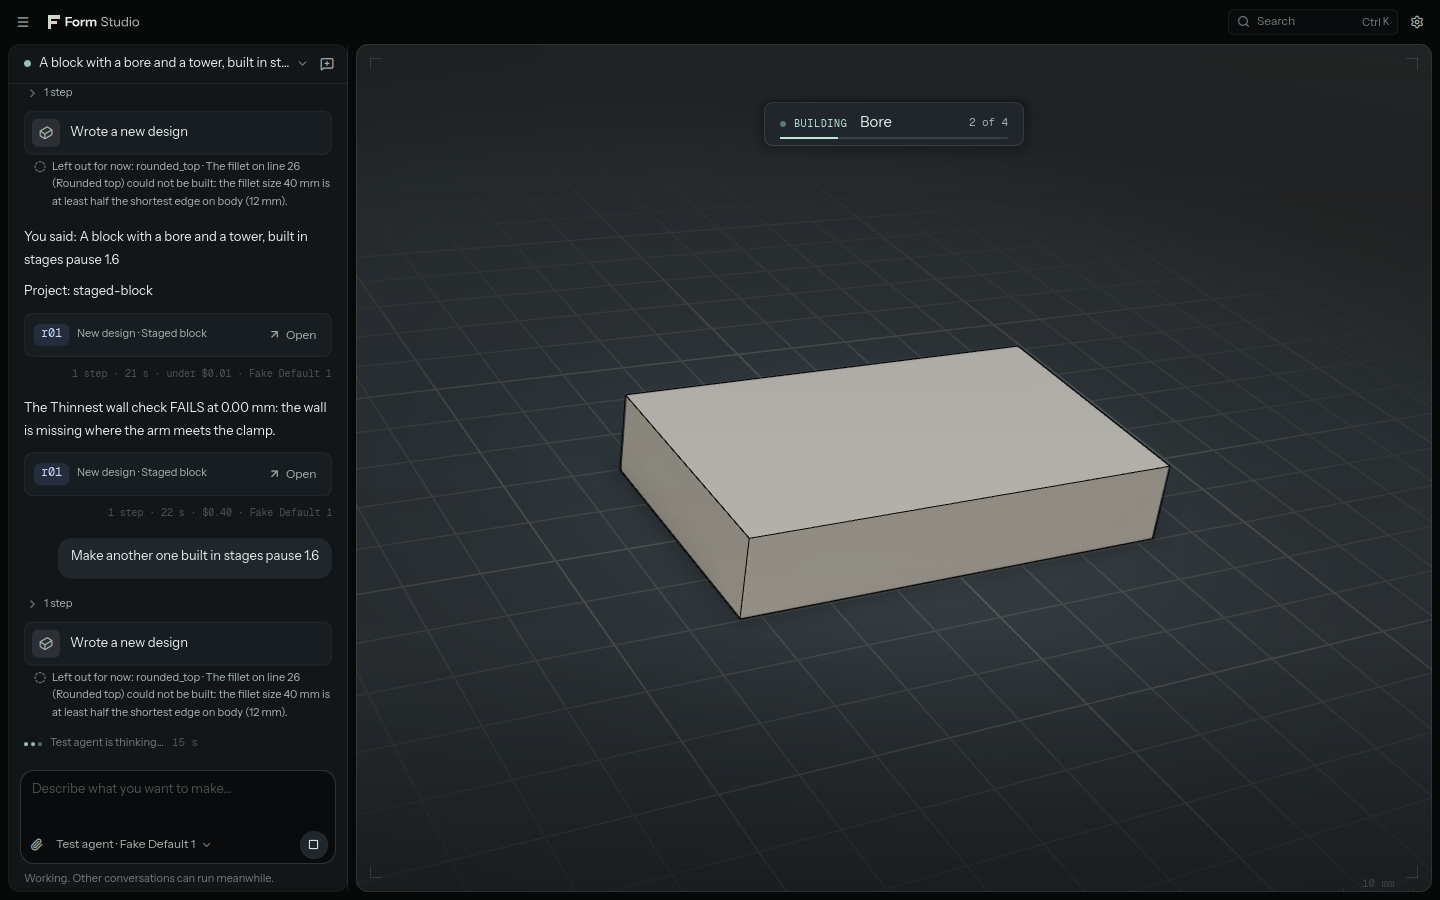 Form Studio
Search
Ctrl K
A block with a bore and a tower, built in st...
1 step
Wrote a new design
Left out for now: rounded_top · The fillet on line 26
(Rounded top) could not be built: the fillet size 40 mm is
at least half the shortest edge on body (12 mm).
You said: A block with a bore and a tower, built in
stages pause 1.6
Project: staged-block
r01 New design · Staged block Open
1 step · 21 s · under $0.01 · Fake Default 1
The Thinnest wall check FAILS at 0.00 mm: the wall
is missing where the arm meets the clamp.
r01 New design · Staged block Open
1 step · 22 s · $0.40 · Fake Default 1
Make another one built in stages pause 1.6
1 step
Wrote a new design
Left out for now: rounded_top · The fillet on line 26
(Rounded top) could not be built: the fillet size 40 mm is
at least half the shortest edge on body (12 mm).
Test agent is thinking... 15 s
Describe what you want to make...
Test agent · Fake Default 1
Working. Other conversations can run meanwhile.
BUILDING Bore 2 of 4
10 mm